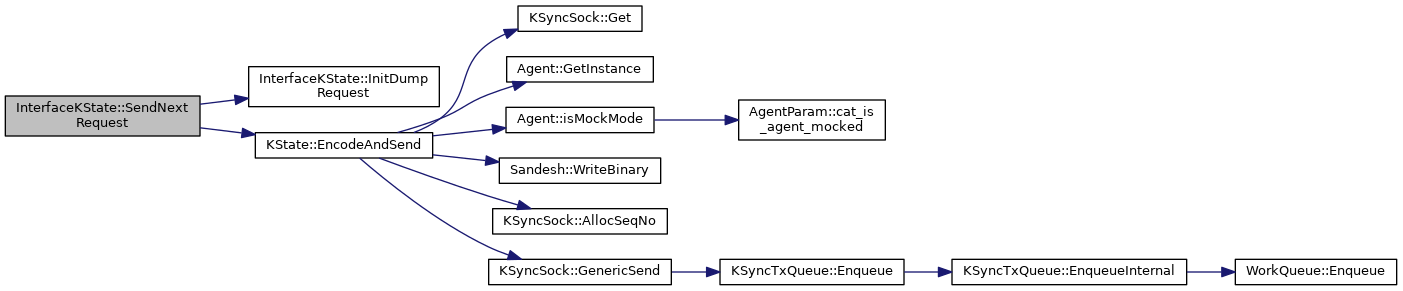 KSyncSock::Get
Agent::GetInstance
InterfaceKState::InitDump
Request
InterfaceKState::SendNext
Request
Agent::isMockMode
AgentParam::cat_is
_agent_mocked
KState::EncodeAndSend
Sandesh::WriteBinary
KSyncSock::AllocSeqNo
KSyncSock::GenericSend
KSyncTxQueue::Enqueue
KSyncTxQueue::EnqueueInternal
WorkQueue::Enqueue